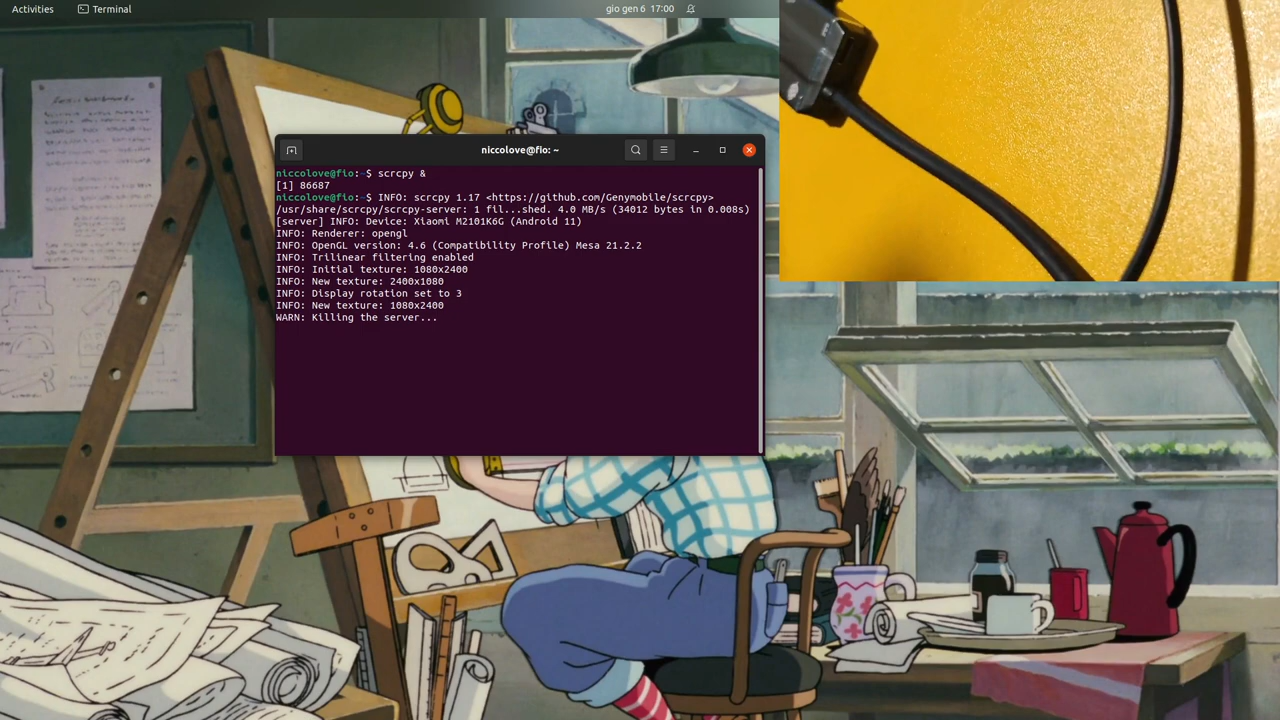 Activities
Terminal
gio gen 6 17:00
niccolove@fio: ~
niccolove@fio:~$ scrcpy &
[1] 86687
niccolove@fio:~$ INFO: scrcpy 1.17 <https://github.com/Genymobile/scrcpy>
/usr/share/scrcpy/scrcpy-server: 1 fil...shed. 4.0 MB/s (34012 bytes in 0.008s)
[server] INFO: Device: Xiaomi M2101K6G (Android 11)
INFO: Renderer: opengl
INFO: OpenGL version: 4.6 (Compatibility Profile) Mesa 21.2.2
INFO: Trilinear filtering enabled
INFO: Initial texture: 1080x2400
INFO: New texture: 2400x1080
INFO: Display rotation set to 3
INFO: New texture: 1080x2400
WARN: Killing the server...